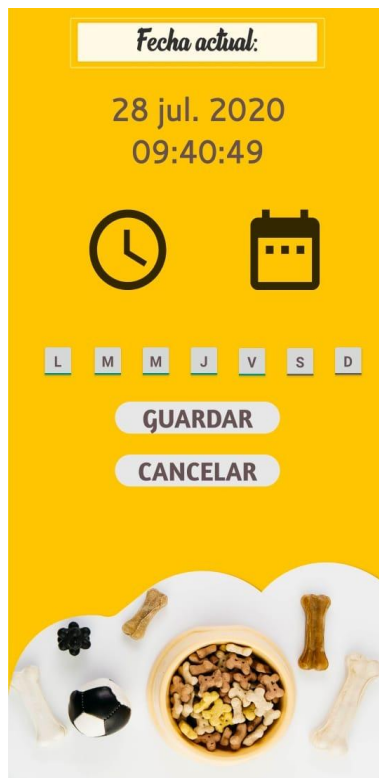 Fecha actual:
28 jul. 2020
09:40:49
L M M J V S D
GUARDAR
CANCELAR